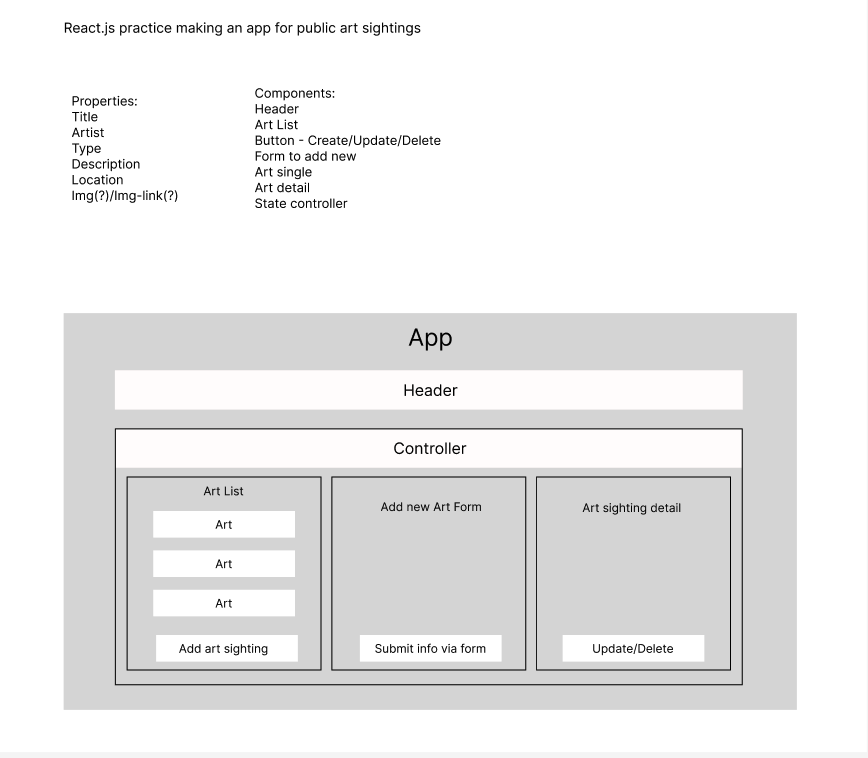 React.js practice making an app for public art sightings
Properties:
Title
Artist
Type
Description
Location
Img(?)/Img-link(?)
Components:
Header
Art List
Button - Create/Update/Delete
Form to add new
Art single
Art detail
State controller
App
Header
Controller
Art List
Art
Art
Art
Add art sighting
Add new Art Form
Submit info via form
Art sighting detail
Update/Delete